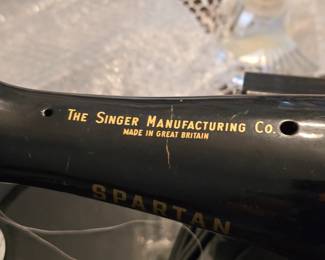 THE SINGER MANUFACTURING CO.
MADE IN GREAT BRITAIN
SPARTAN